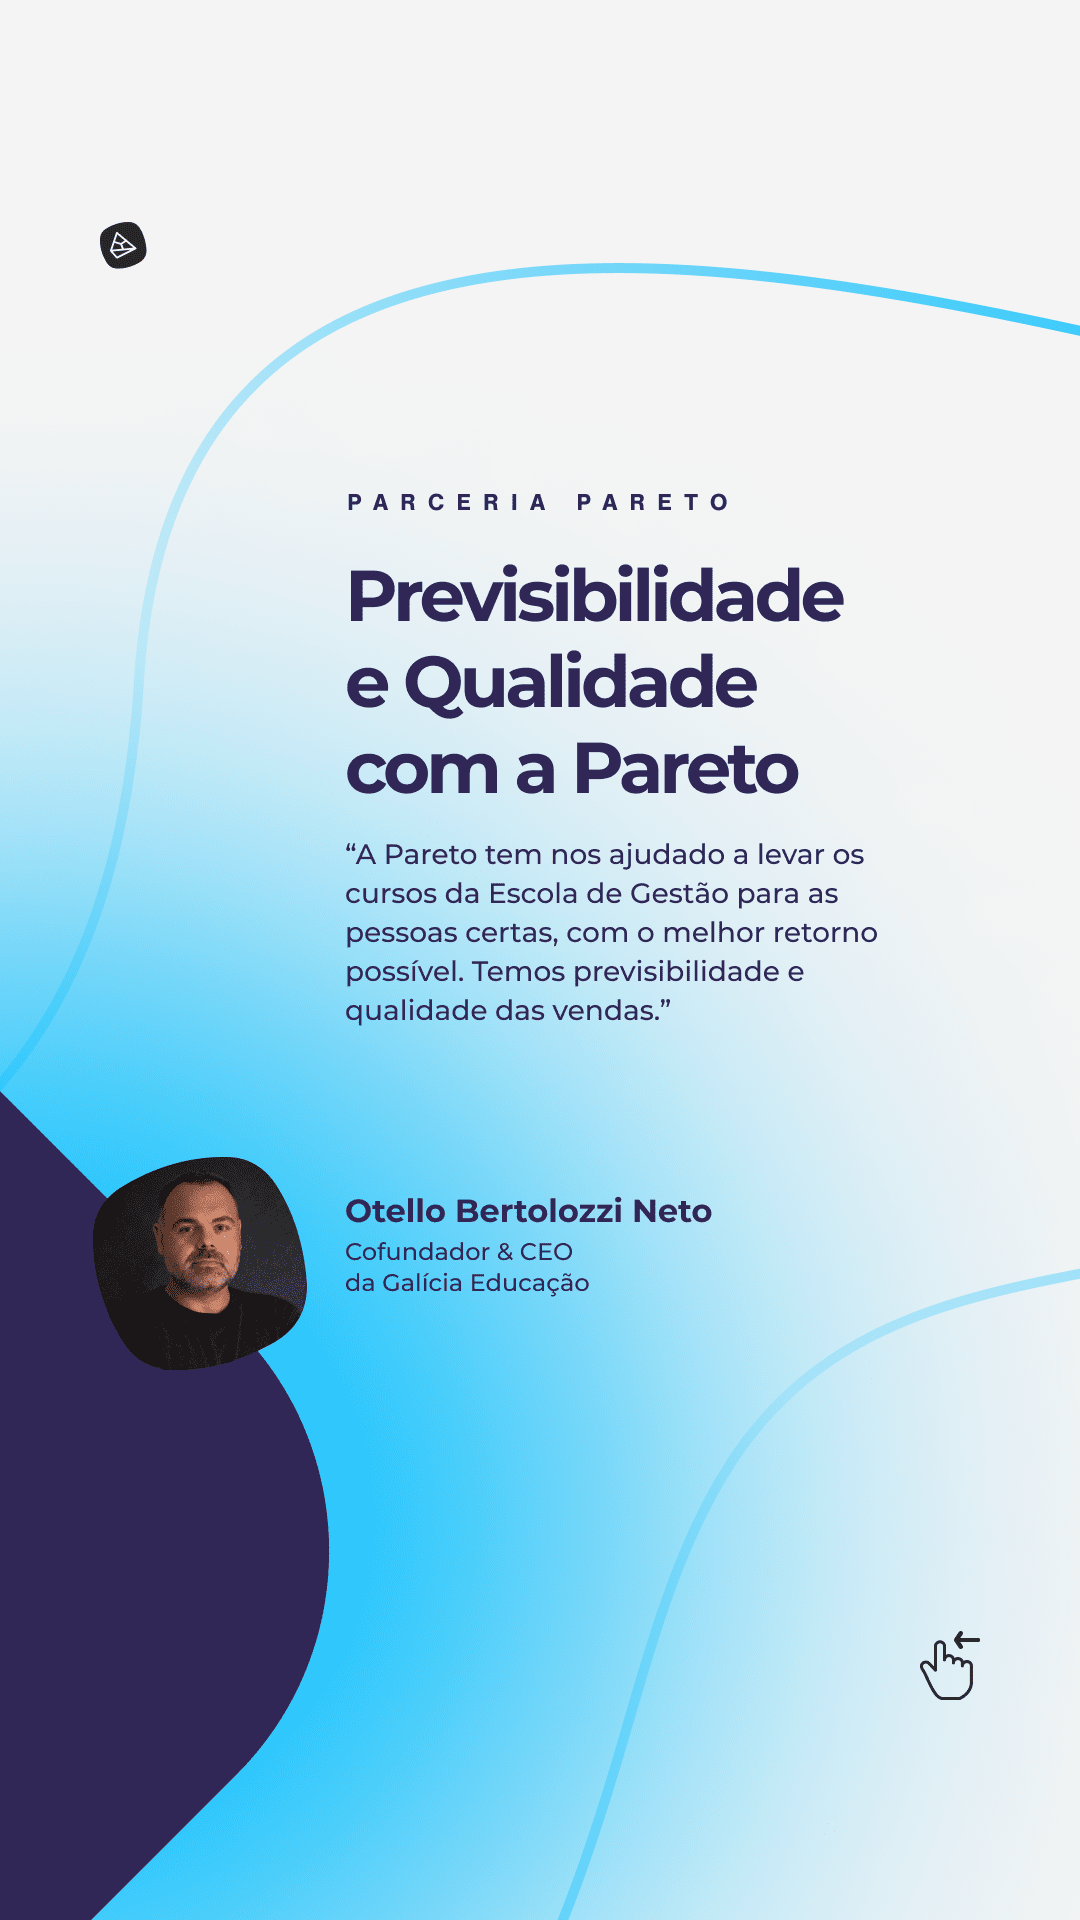 PARCERIA PARETO
Previsibilidade
e Qualidade
com a Pareto
“A Pareto tem nos ajudado a levar os
cursos da Escola de Gestão para as
pessoas certas, com o melhor retorno
possível. Temos previsibilidade e
qualidade das vendas.”
Otello Bertolozzi Neto
Cofundador & CEO
da Galícia Educação